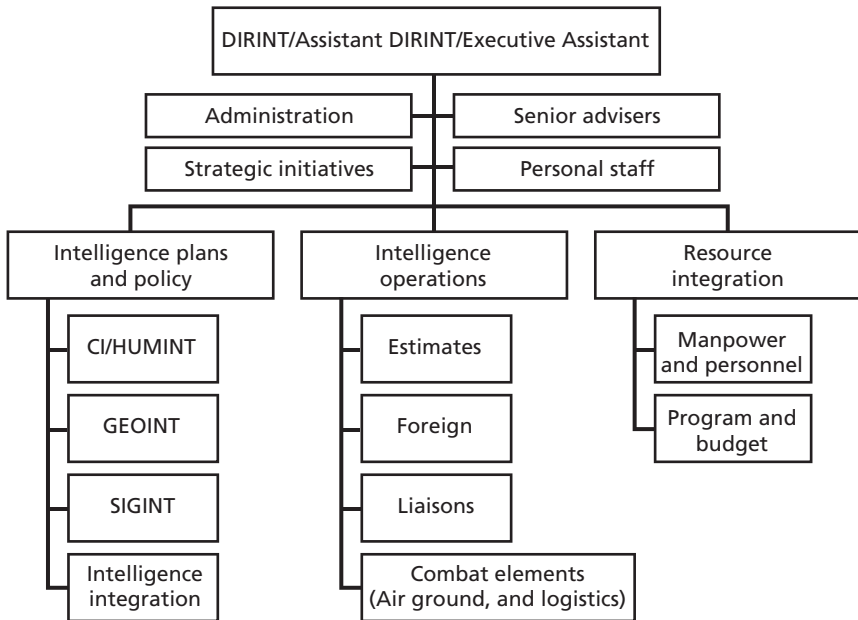 DIRINT/Assistant DIRINT/Executive Assistant
Administration
Senior advisers
Strategic initiatives
Personal staff
Intelligence plans
and policy
Intelligence
operations
Resource
integration
CI/HUMINT
Estimates
Manpower
and personnel
GEOINT
Foreign
Program and
budget
SIGINT
Liaisons
Intelligence
integration
Combat elements
(Air ground, and logistics)